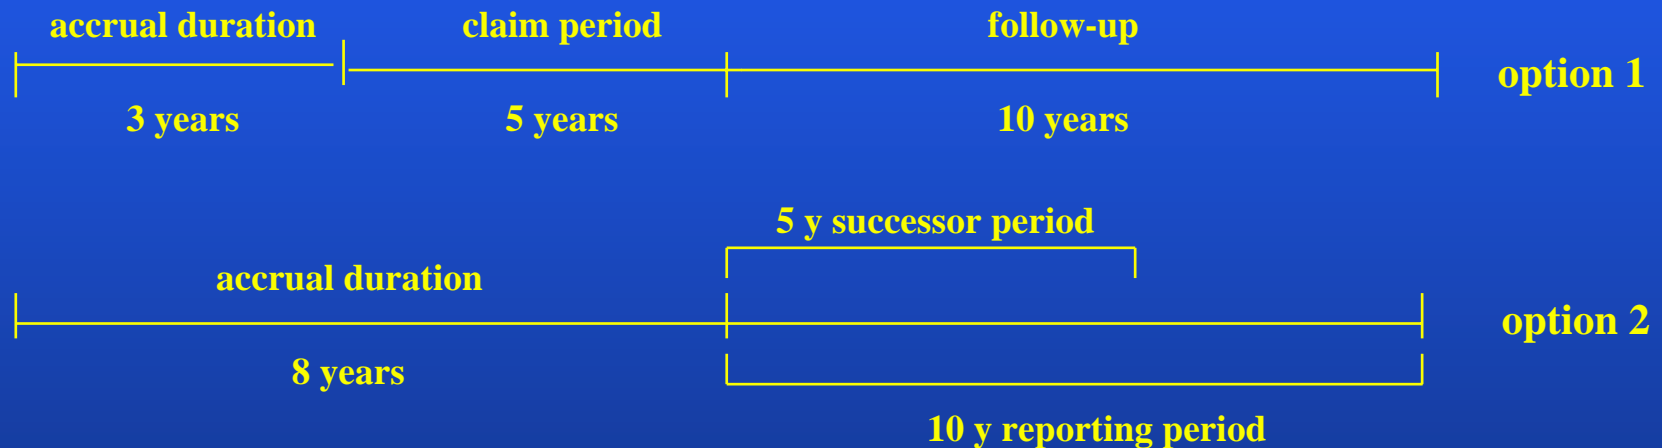 accrual duration claim period follow-up
option 1
3 years 5 years 10 years
5 y successor period
accrual duration
option 2
8 years
10 y reporting period